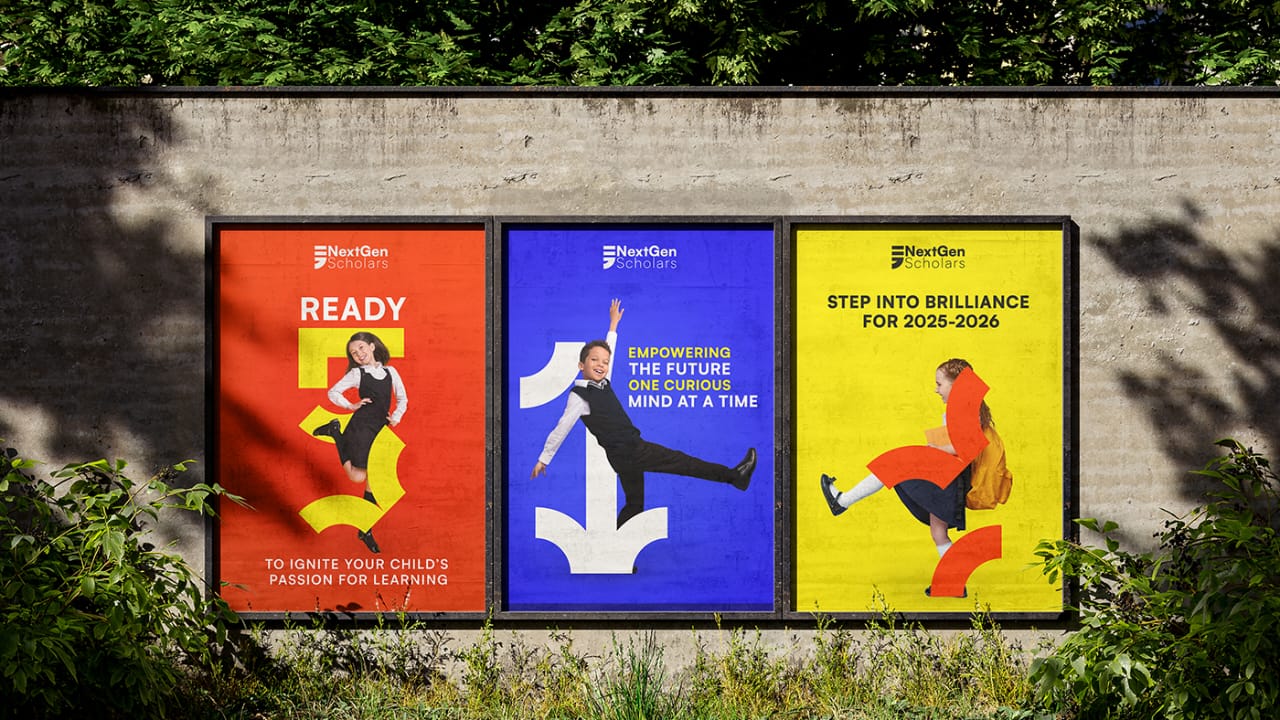 NextGen
Scholars
READY
TO IGNITE YOUR CHILD'S
PASSION FOR LEARNING
NextGen
Scholars
1
EMPOWERING
THE FUTURE
ONE CURIOUS
MIND AT A TIME
NextGen
Scholars
STEP INTO BRILLIANCE
FOR 2025-2026